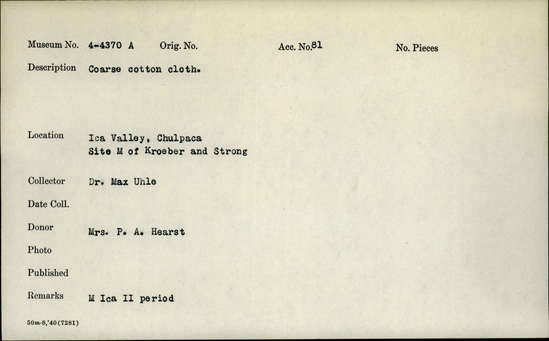 Museum No. 4-4370 A Orig. No. Acc. No.81 No. Pieces
Description Coarse cotton cloth.
Location Ica Valley, Chulpaca
Site M of Kroeber and Strong
Collector Dr. Max Uhle
Date Coll.
Donor Mrs. P. A. Hearst
Photo
Published
Remarks M Ica II period
50m-8,'40(7281)